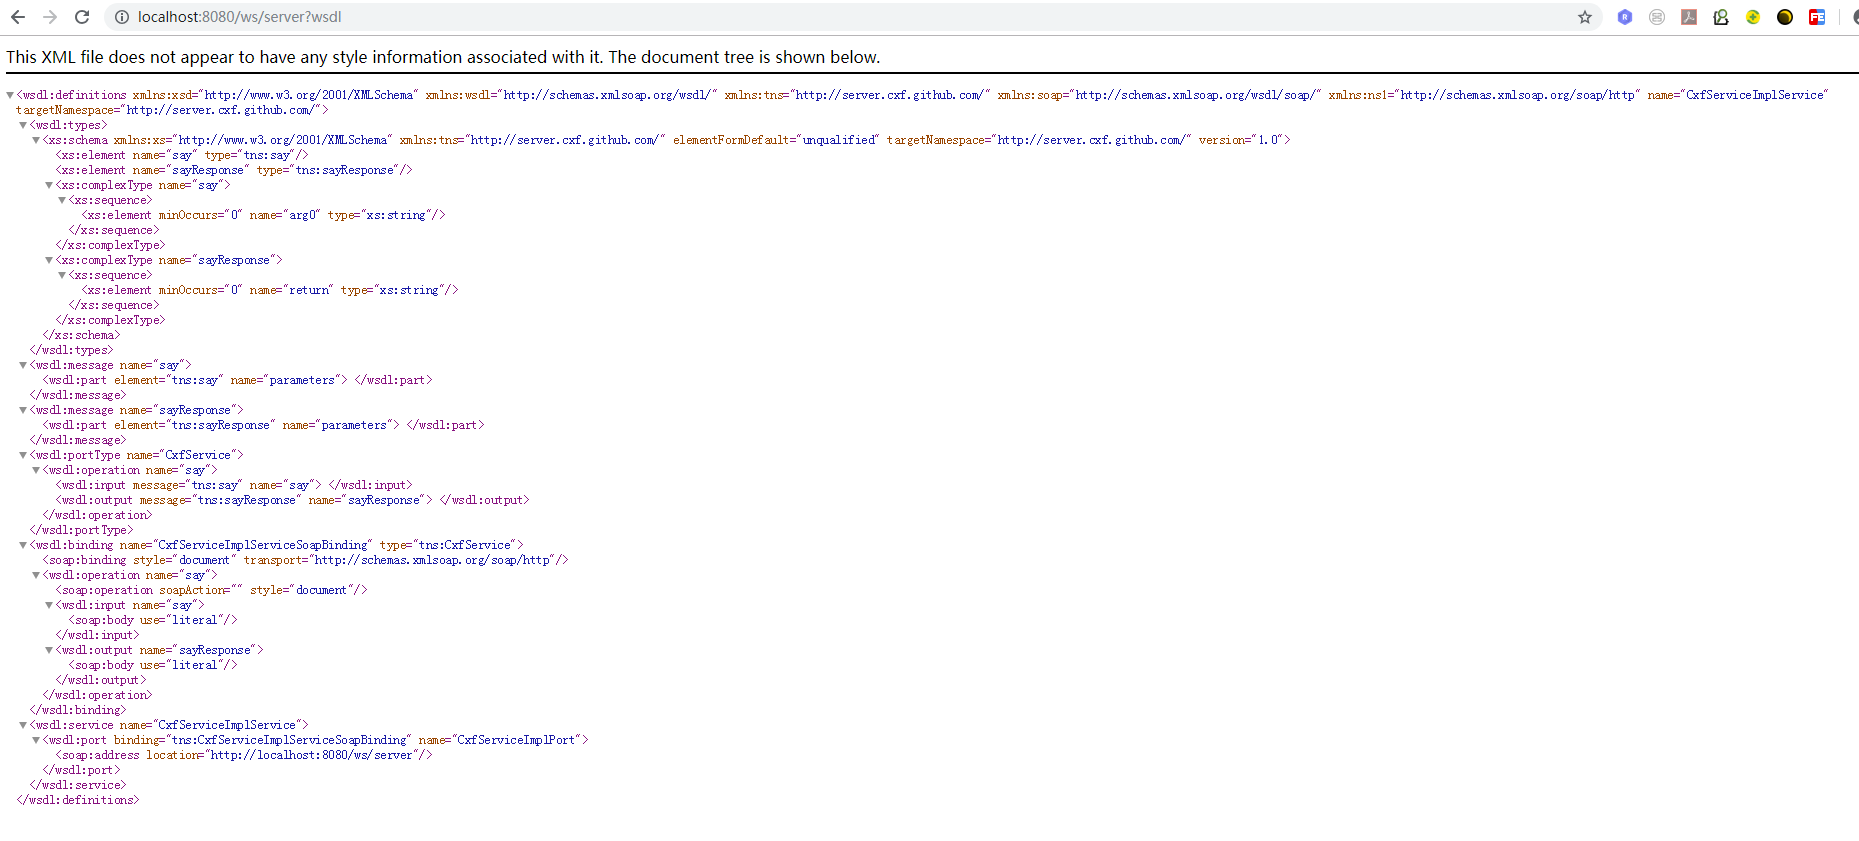 localhost:8080/ws/server?wsdl
This XML file does not appear to have any style information associated with it. The document tree is shown below.
▼<wsdl:definitions xmlns:xsd="http://www.w3.org/2001/XMLSchema" xmlns:wsdl="http://schemas.xmlsoap.org/wsdl/" xmlns:tns="http://server.cxf.github.com/" xmlns:soap="http://schemas.xmlsoap.org/wsdl/soap/" xmlns:ns1="http://schemas.xmlsoap.org/soap/http" name="CxfServiceImplService"
targetNamespace="http://server.cxf.github.com/">
▼<wsdl:types>
▼<xs:schema xmlns:xs="http://www.w3.org/2001/XMLSchema" xmlns:tns="http://server.cxf.github.com/" elementFormDefault="unqualified" targetNamespace="http://server.cxf.github.com/" version="1.0">
<xs:element name="say" type="tns:say"/>
<xs:element name="sayResponse" type="tns:sayResponse"/>
▼<xs:complexType name="say">
▼<xs:sequence>
<xs:element minOccurs="0" name="arg0" type="xs:string"/>
</xs:sequence>
</xs:complexType>
▼<xs:complexType name="sayResponse">
▼<xs:sequence>
<xs:element minOccurs="0" name="return" type="xs:string"/>
</xs:sequence>
</xs:complexType>
</xs:schema>
</wsdl:types>
▼<wsdl:message name="say">
<wsdl:part element="tns:say" name="parameters"> </wsdl:part>
</wsdl:message>
▼<wsdl:message name="sayResponse">
<wsdl:part element="tns:sayResponse" name="parameters"> </wsdl:part>
</wsdl:message>
▼<wsdl:portType name="CxfService">
▼<wsdl:operation name="say">
<wsdl:input message="tns:say" name="say"> </wsdl:input>
<wsdl:output message="tns:sayResponse" name="sayResponse"> </wsdl:output>
</wsdl:operation>
</wsdl:portType>
▼<wsdl:binding name="CxfServiceImplServiceSoapBinding" type="tns:CxfService">
<soap:binding style="document" transport="http://schemas.xmlsoap.org/soap/http"/>
▼<wsdl:operation name="say">
<soap:operation soapAction="" style="document"/>
▼<wsdl:input name="say">
<soap:body use="literal"/>
</wsdl:input>
▼<wsdl:output name="sayResponse">
<soap:body use="literal"/>
</wsdl:output>
</wsdl:operation>
</wsdl:binding>
▼<wsdl:service name="CxfServiceImplService">
▼<wsdl:port binding="tns:CxfServiceImplServiceSoapBinding" name="CxfServiceImplPort">
<soap:address location="http://localhost:8080/ws/server"/>
</wsdl:port>
</wsdl:service>
</wsdl:definitions>